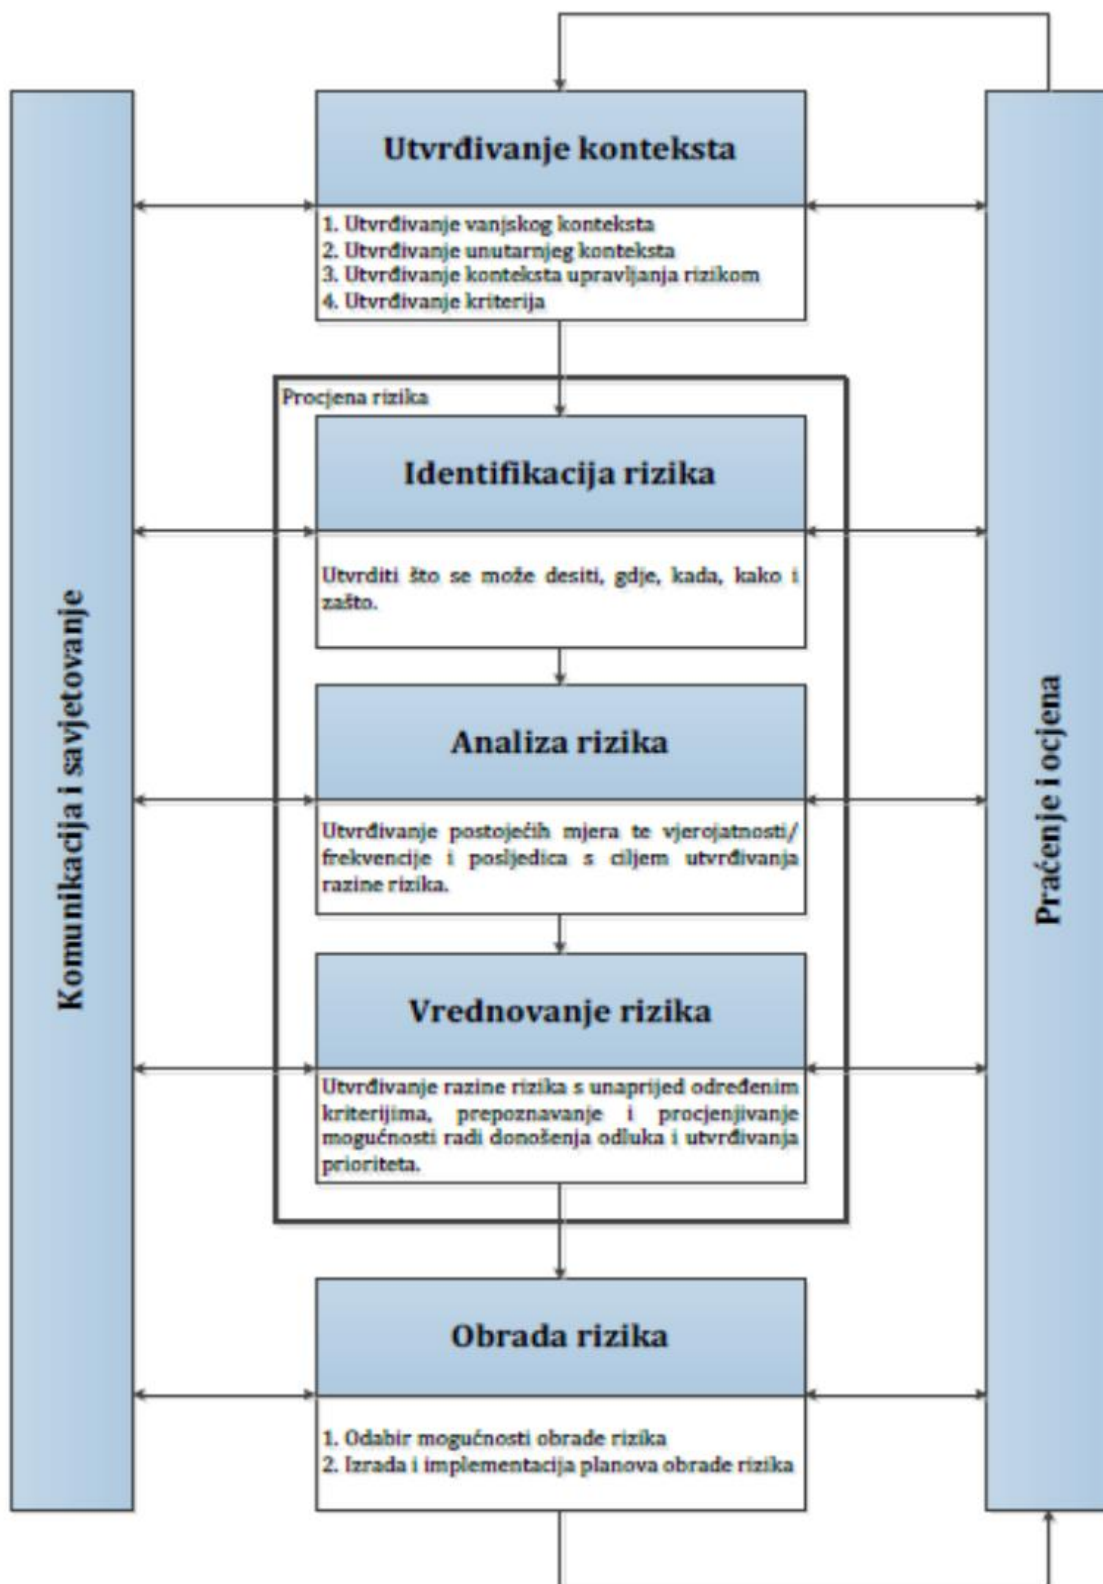 Utvrđivanje konteksta
1. Utvrđivanje vanjskog konteksta
2. Utvrđivanje unutarnjeg konteksta
3. Utvrđivanje konteksta upravljanja rizikom
4. Utvrđivanje kriterija
Procjena rizika
Identifikacija rizika
Utvrditi što se može desiti, gdje, kada, kako i
zašto.
Analiza rizika
Utvrđivanje postojećih mjera te vjerojatnosti/
frekvencije i posljedica s ciljem utvrđivanja
razine rizika.
Vrednovanje rizika
Utvrđivanje razine rizika s unaprijed određenim
kriterijima, prepoznavanje i procjenjivanje
mogućnosti radi donošenja odluka i utvrđivanja
prioriteta.
Obrada rizika
1. Odabir mogućnosti obrade rizika
2. Izrada i implementacija planova obrade rizika
Komunikacija i savjetovanje
Praćenje i ocjena